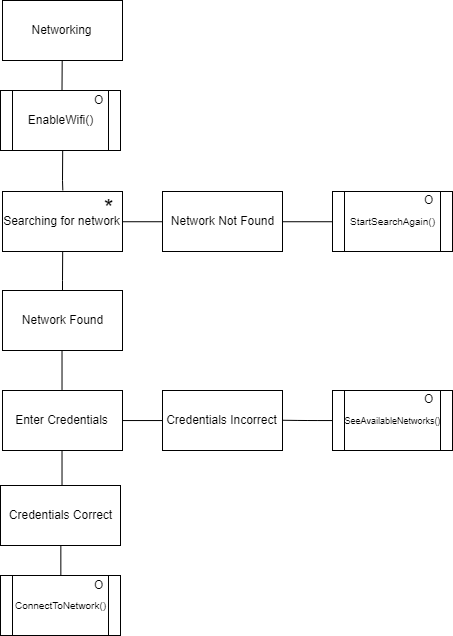 Networking
O
EnableWifi()
*
Searching for network
Network Not Found
O
StartSearchAgain()
Network Found
Enter Credentials
Credentials Incorrect
O
SeeAvailableNetworks()
Credentials Correct
O
ConnectToNetwork()